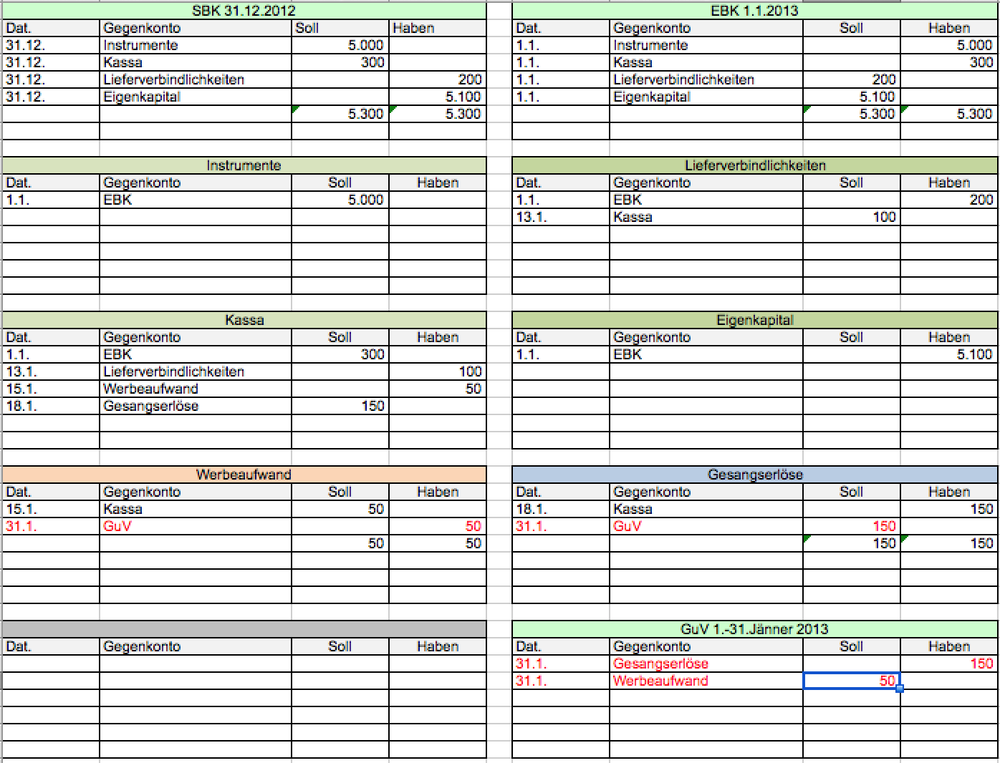 SBK 31.12.2012
Dat. Gegenkonto Soll Haben
31.12. Instrumente 5.000
31.12. Kassa 300
31.12. Lieferverbindlichkeiten 200
31.12. Eigenkapital 5.100
5.300 5.300
EBK 1.1.2013
Dat. Gegenkonto Soll Haben
1.1. Instrumente 5.000
1.1. Kassa 300
1.1. Lieferverbindlichkeiten 200
1.1. Eigenkapital 5.100
5.300 5.300
Instrumente
Dat. Gegenkonto Soll Haben
1.1. EBK 5.000
Lieferverbindlichkeiten
Dat. Gegenkonto Soll Haben
1.1. EBK 200
13.1. Kassa 100
Kassa
Dat. Gegenkonto Soll Haben
1.1. EBK 300
13.1. Lieferverbindlichkeiten 100
15.1. Werbeaufwand 50
18.1. Gesangserlöse 150
Eigenkapital
Dat. Gegenkonto Soll Haben
1.1. EBK 5.100
Werbeaufwand
Dat. Gegenkonto Soll Haben
15.1. Kassa 50
31.1. GuV 50
50 50
Gesangserlöse
Dat. Gegenkonto Soll Haben
18.1. Kassa 150
31.1. GuV 150
150 150
Dat. Gegenkonto Soll Haben
GuV 1.-31.Jänner 2013
Dat. Gegenkonto Soll Haben
31.1. Gesangserlöse 150
31.1. Werbeaufwand 50